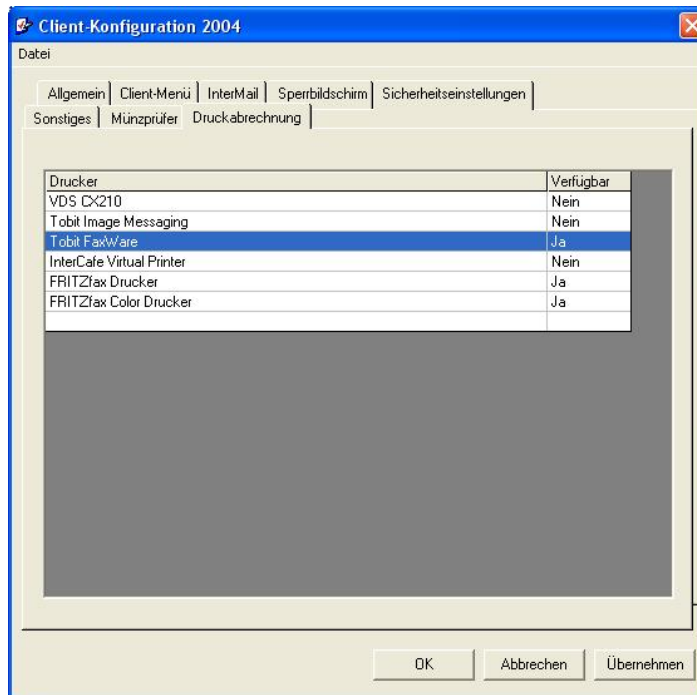 Client-Konfiguration 2004
Datei
Allgemein Client-Menü InterMail Sperrbildschirm Sicherheitseinstellungen
Sonstiges Münzprüfer Druckabrechnung
Drucker Verfügbar
VDS CX210 Nein
Tobit Image Messaging Nein
Tobit FaxWare Ja
InterCafe Virtual Printer Nein
FRITZfax Drucker Ja
FRITZfax Color Drucker Ja
OK Abbrechen Übernehmen